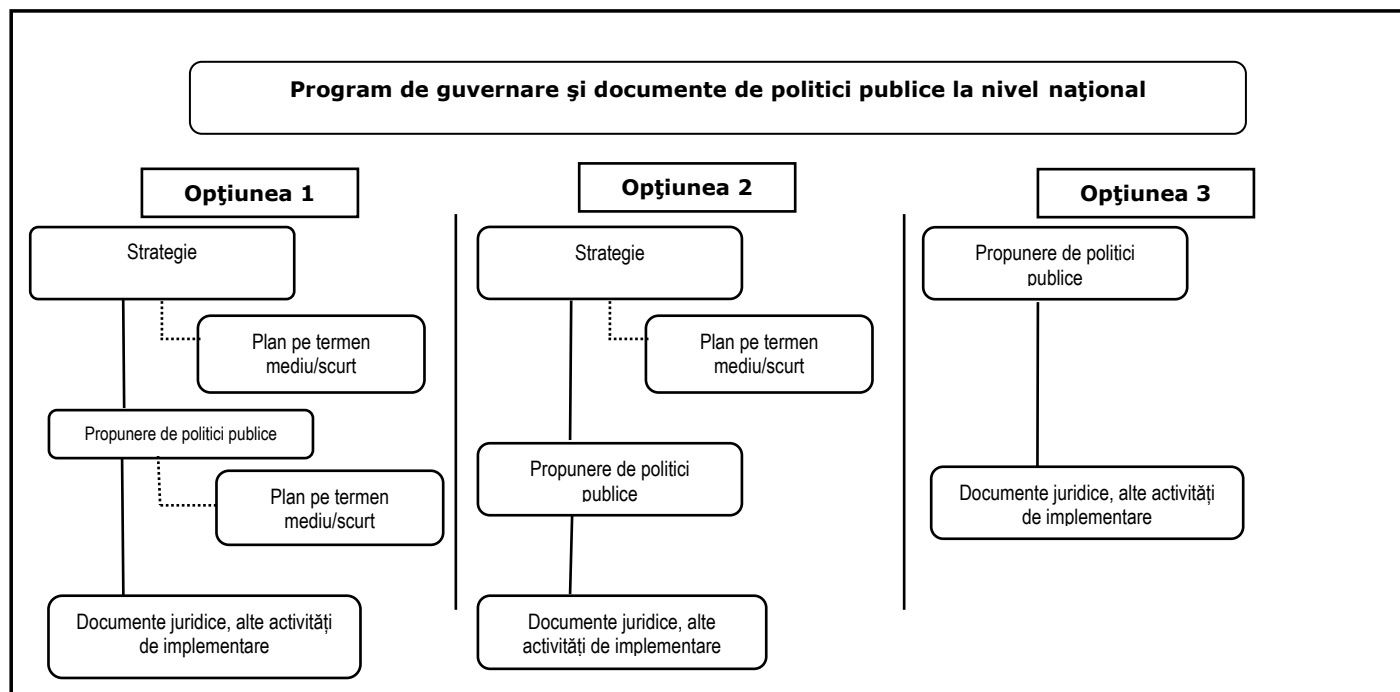 Program de guvernare şi documente de politici publice la nivel naţional
Opţiunea 1
Strategie
Plan pe termen
mediu/scurt
Propunere de politici publice
Plan pe termen
mediu/scurt
Documente juridice, alte activități
de implementare
Opţiunea 2
Strategie
Plan pe termen
mediu/scurt
Propunere de politici
publice
Documente juridice, alte
activități de implementare
Opţiunea 3
Propunere de politici
publice
Documente juridice, alte activități
de implementare